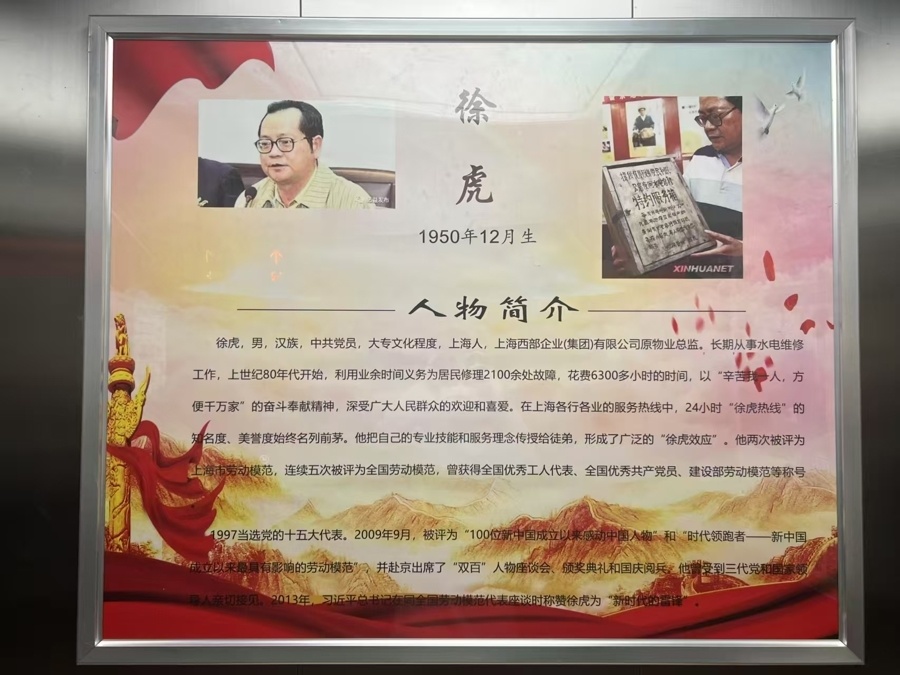 徐
虎
1950年12月生
特约服务箱
XINHUANET
人物简介
徐虎，男，汉族，中共党员，大专文化程度，上海人，上海西部企业(集团)有限公司原物业总监。长期从事水电维修
工作，上世纪80年代开始，利用业余时间义务为居民修理2100余处故障，花费6300多小时的时间，以“辛苦我一人，方
便千万家”的奋斗奉献精神，深受广大人民群众的欢迎和喜爱。在上海各行各业的服务热线中，24小时“徐虎热线”的
知名度、美誉度始终名列前茅。他把自己的专业技能和服务理念传授给徒弟，形成了广泛的“徐虎效应”。他两次被评为
上海市劳动模范，连续五次被评为全国劳动模范，曾获得全国优秀工人代表、全国优秀共产党员、建设部劳动模范等称号
1997当选党的十五大代表。2009年9月，被评为“100位新中国成立以来感动中国人物”和“时代领跑者——新中国
成立以来最具有影响的劳动模范”，并赴京出席了“双百”人物座谈会、颁奖典礼和国庆阅兵。他曾受到三代党和国家领
导人亲切接见。2013年，习近平总书记在同全国劳动模范代表座谈时称赞徐虎为“新时代的雷锋”。